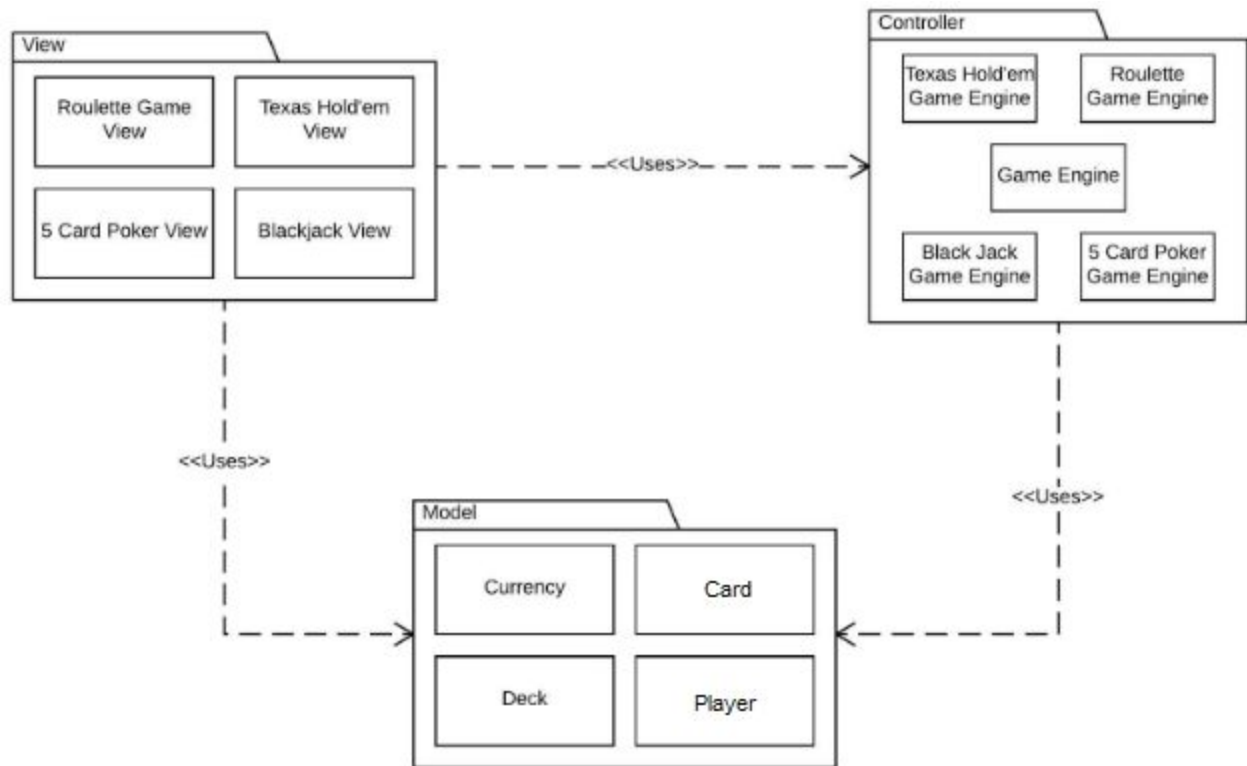 View
Roulette Game
View
Texas Hold'em
View
5 Card Poker View
Blackjack View
<<Uses>>
Controller
Texas Hold'em
Game Engine
Roulette
Game Engine
Game Engine
Black Jack
Game Engine
5 Card Poker
Game Engine
<<Uses>>
<<Uses>>
Model
Currency
Card
Deck
Player